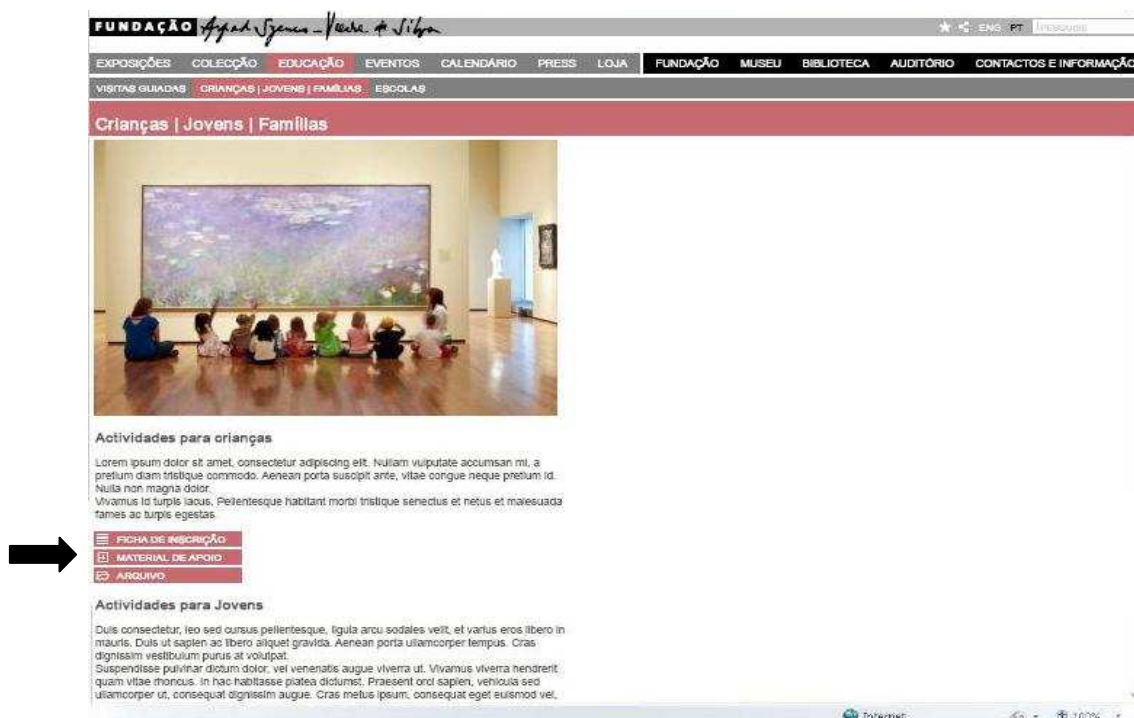 FUNDAÇÃO Arpad Szenes - Vieira da Silva
ENG PT
EXPOSIÇÕES COLECÇÃO EDUCAÇÃO EVENTOS CALENDÁRIO PRESS LOJA FUNDAÇÃO MUSEU BIBLIOTECA AUDITÓRIO CONTACTOS E INFORMAÇÃO
VISITAS GUIADAS CRIANÇAS | JOVENS | FAMÍLIAS ESCOLAS
Crianças | Jovens | Famílias
Actividades para crianças
Lorem ipsum dolor sit amet, consectetur adipiscing elit. Nullam vulputate accumsan mi, a
pretium diam tristique commodo. Aenean porta suscipit ante, vitae congue neque pretium id.
Nulla non magna dolor.
Vivamus id turpis lacus. Pellentesque habitant morbi tristique senectus et netus et malesuada
fames ac turpis egestas.
FICHA DE INSCRIÇÃO
MATERIAL DE APOIO
ARQUIVO
Actividades para Jovens
Duis consectetur, leo sed cursus pellentesque, ligula arcu sodales velit, et varius eros libero in
mauris. Duis ut sapien ac libero aliquet gravida. Aenean porta ullamcorper tempus. Cras
dignissim vestibulum purus at volutpat.
Suspendisse pulvinar dictum dolor, vel venenatis augue viverra ut. Vivamus viverra hendrerit
quam vitae rhoncus. In hac habitasse platea dictumst. Praesent orci sapien, vehicula sed
ullamcorper ut, consequat dignissim augue. Cras metus ipsum, consequat eget euismod vel,
Internet 100%